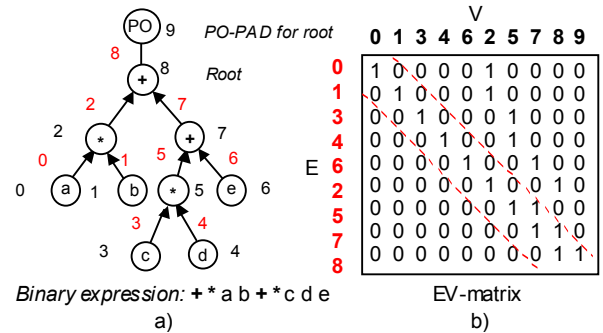 PO 9 PO-PAD for root
8
+ 8 Root
2 7
2 * + 7
0 1 5 6
0 a 1 b * 5 e 6
3 4
3 c d 4
Binary expression: + * a b + * c d e
a)
V
0 1 3 4 6 2 5 7 8 9
0 1 0 0 0 0 1 0 0 0 0
1 0 1 0 0 0 1 0 0 0 0
3 0 0 1 0 0 0 1 0 0 0
4 0 0 0 1 0 0 1 0 0 0
6 0 0 0 0 1 0 0 1 0 0
E
2 0 0 0 0 0 1 0 0 1 0
5 0 0 0 0 0 0 1 1 0 0
7 0 0 0 0 0 0 0 1 1 0
8 0 0 0 0 0 0 0 0 1 1
EV-matrix
b)